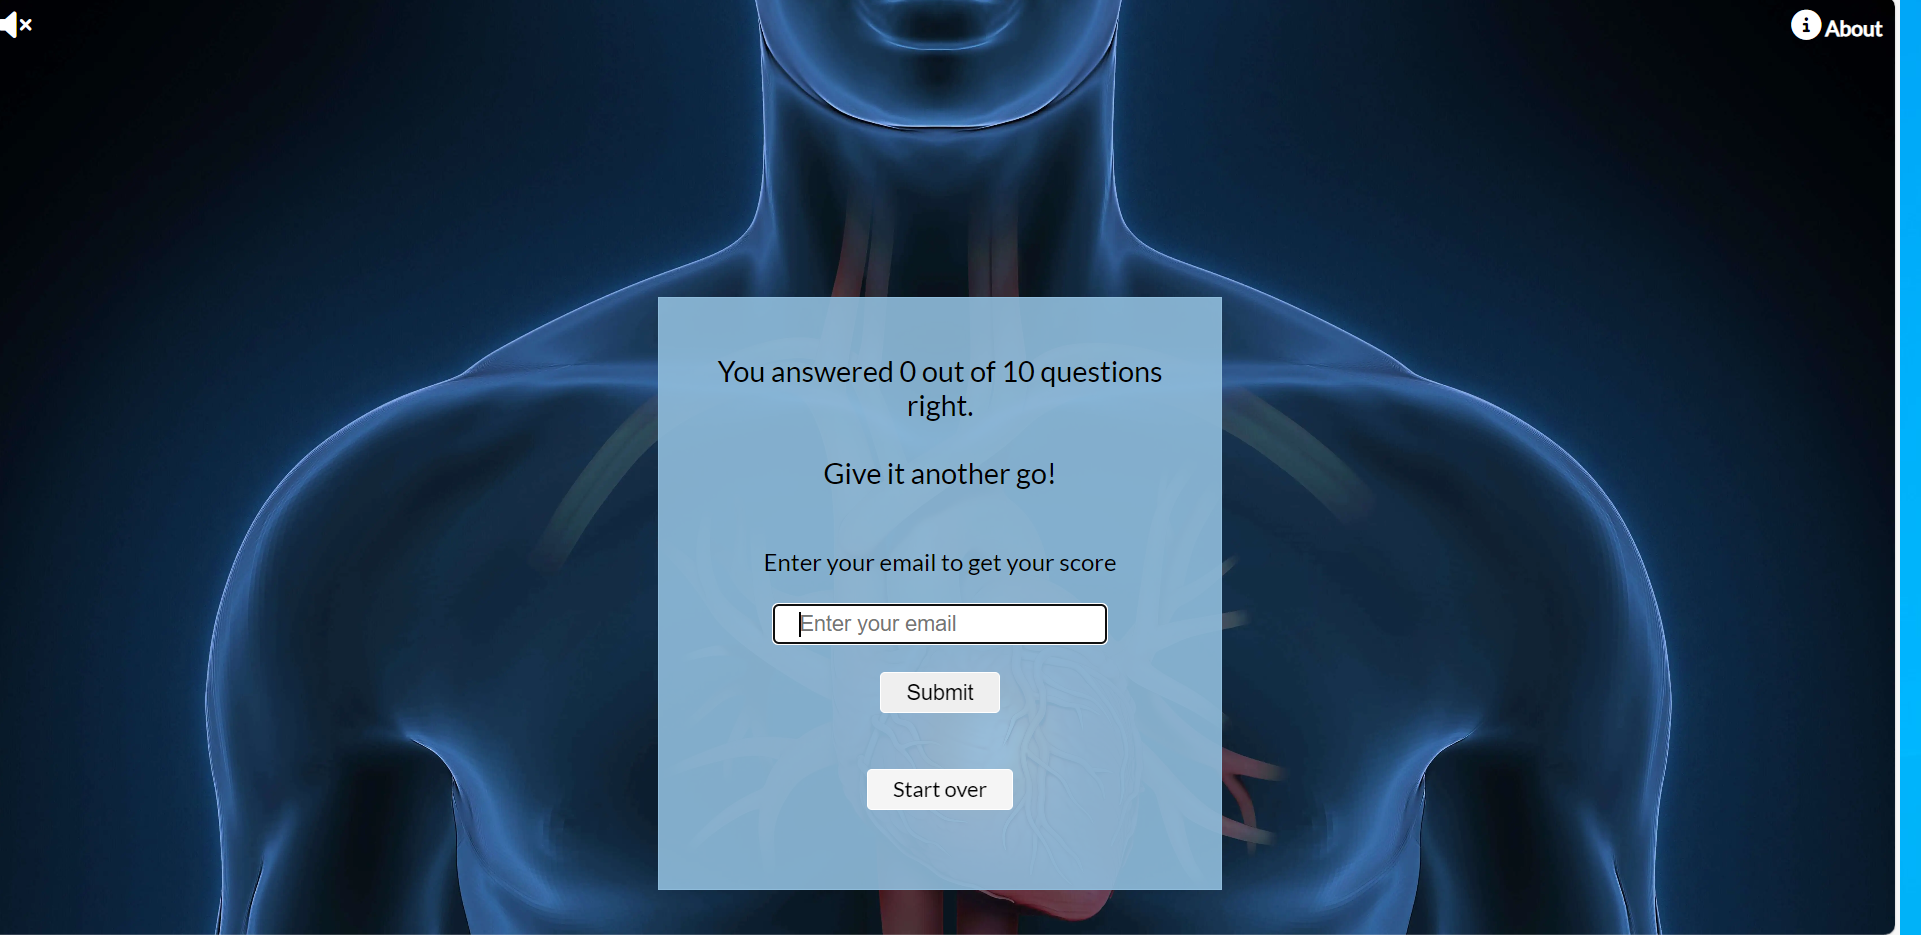 About
You answered 0 out of 10 questions
right.
Give it another go!
Enter your email to get your score
Enter your email
Submit
Start over